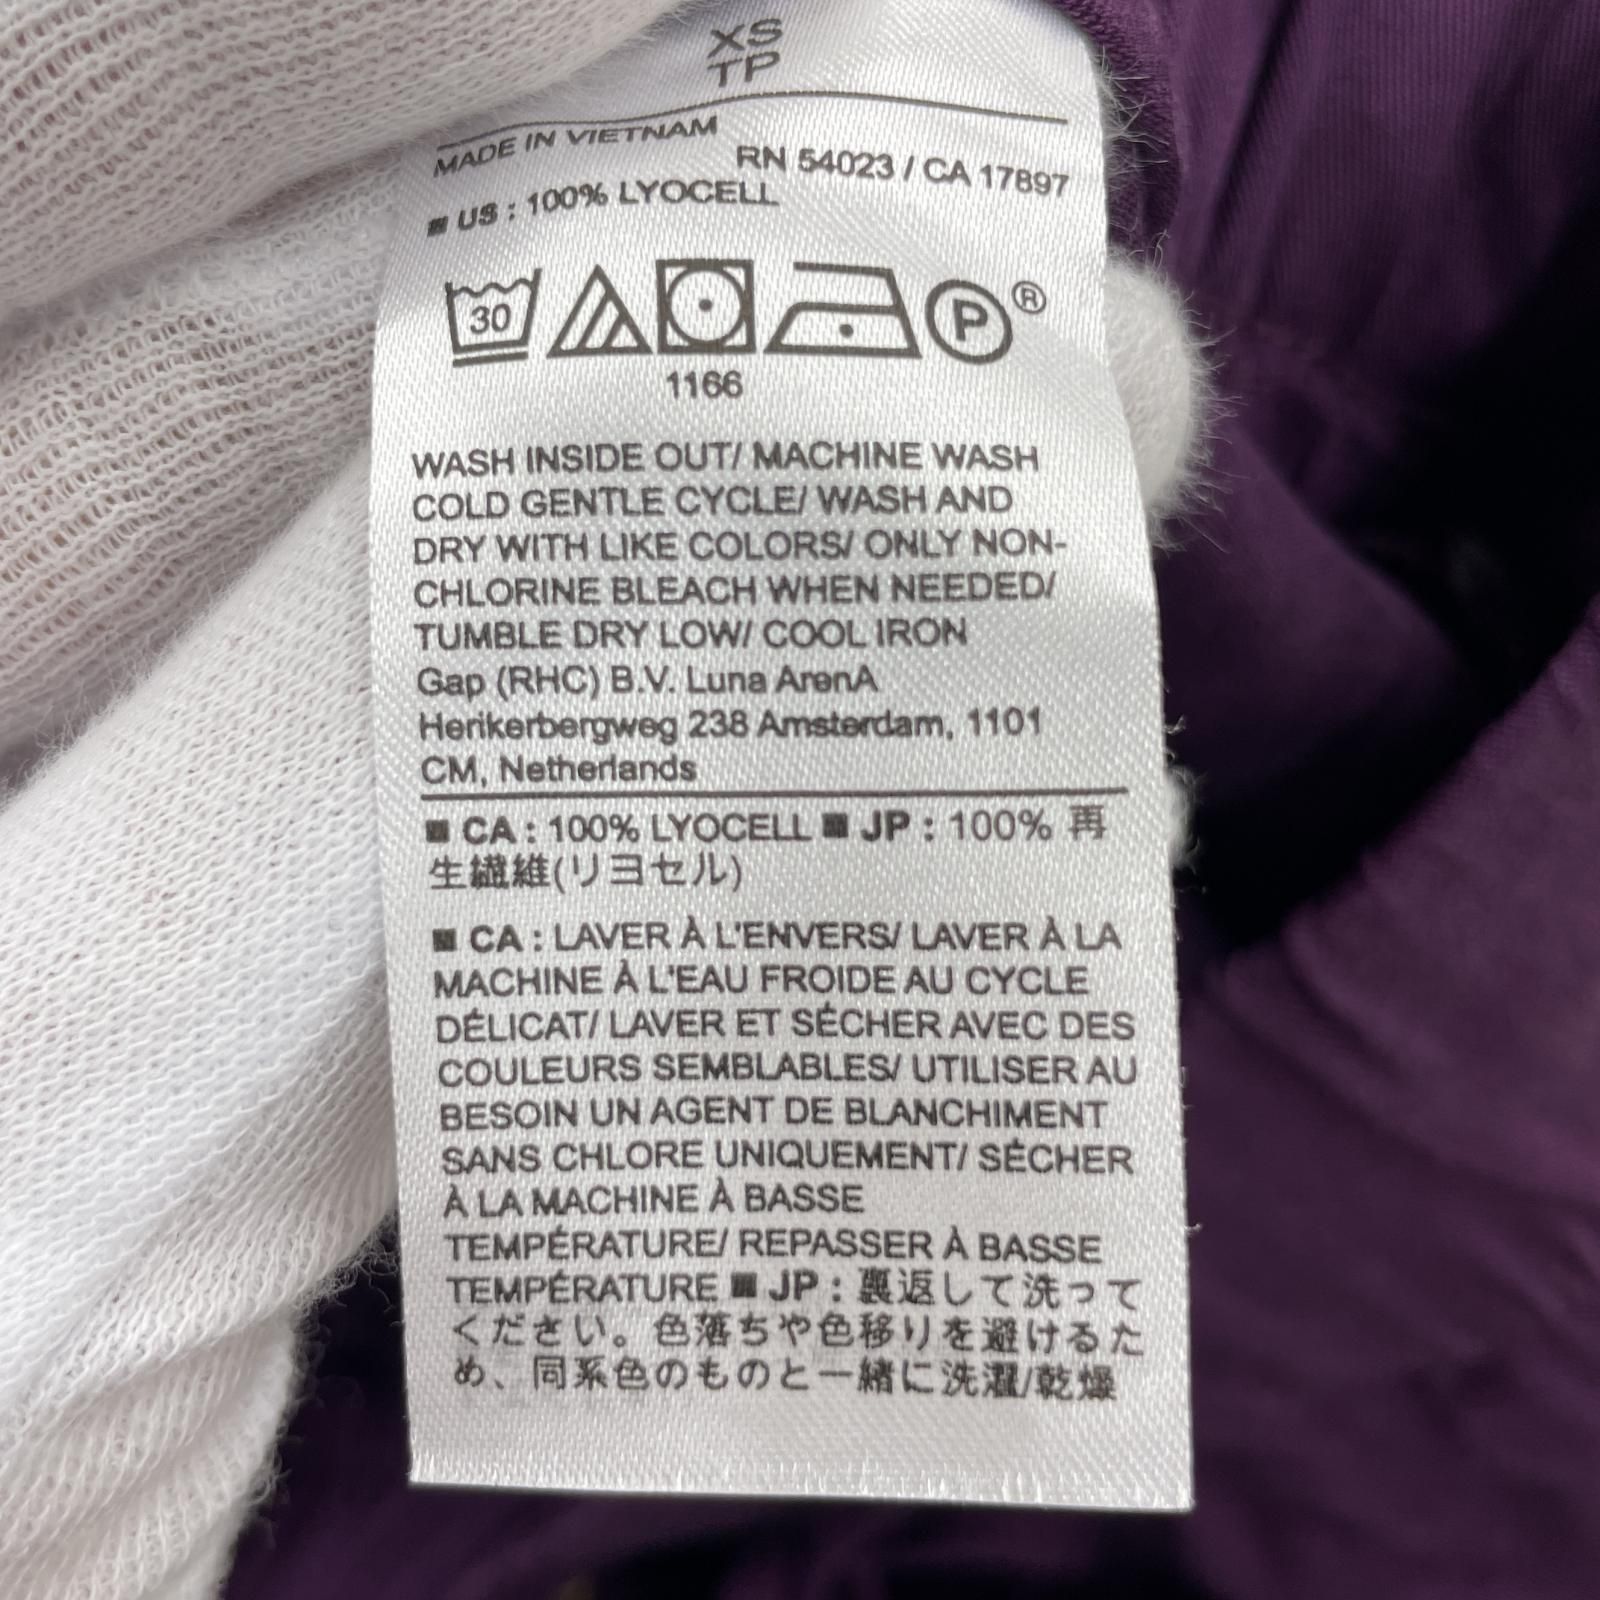 XS
TP
MADE IN VIETNAM
RN 54023 / CA 17897
■ US : 100% LYOCELL
30 P ®
1166
WASH INSIDE OUT/ MACHINE WASH
COLD GENTLE CYCLE/ WASH AND
DRY WITH LIKE COLORS/ ONLY NON-
CHLORINE BLEACH WHEN NEEDED/
TUMBLE DRY LOW/ COOL IRON
Gap (RHC) B.V. Luna ArenA
Herikerbergweg 238 Amsterdam, 1101
CM, Netherlands
■ CA : 100% LYOCELL ■ JP : 100% 再
生繊維(リヨセル)
■ CA : LAVER À L'ENVERS/ LAVER À LA
MACHINE À L'EAU FROIDE AU CYCLE
DÉLICAT/ LAVER ET SÉCHER AVEC DES
COULEURS SEMBLABLES/ UTILISER AU
BESOIN UN AGENT DE BLANCHIMENT
SANS CHLORE UNIQUEMENT/ SÉCHER
À LA MACHINE À BASSE
TEMPÉRATURE/ REPASSER À BASSE
TEMPÉRATURE ■ JP : 裏返して洗って
ください。色落ちや色移りを避けるた
め、同系色のものと一緒に洗濯/乾燥